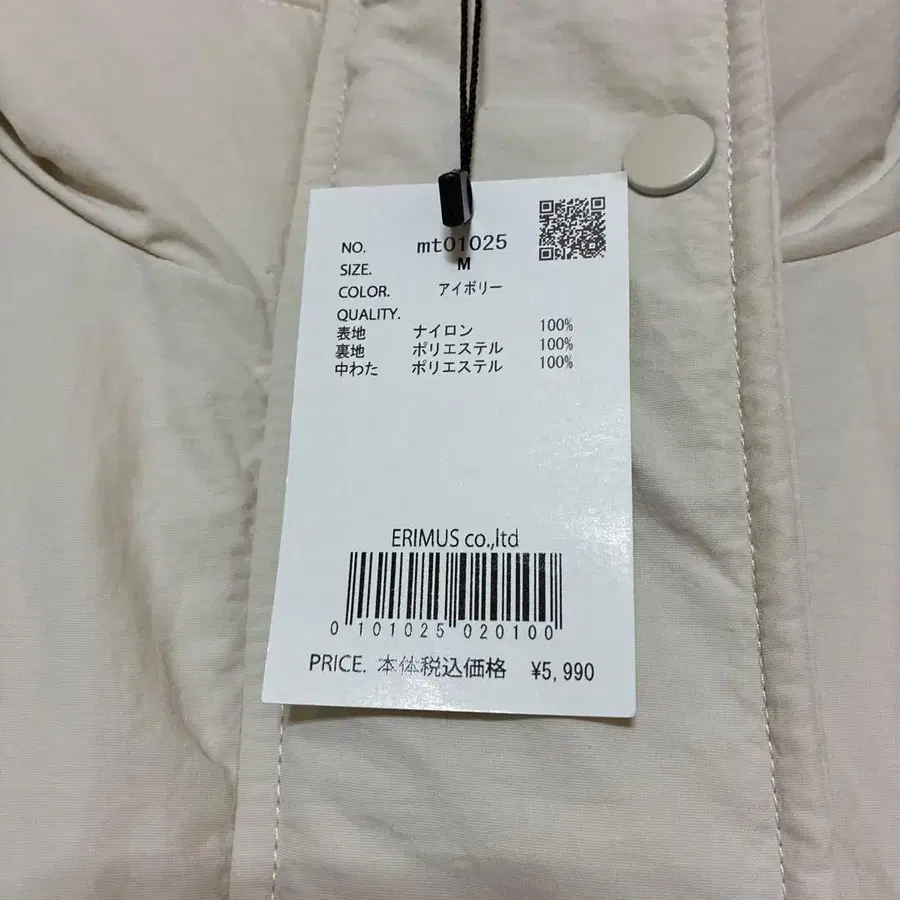 NO. mt01025
SIZE. M
COLOR. アイボリー
QUALITY.
表地 ナイロン 100%
裏地 ポリエステル 100%
中わた ポリエステル 100%
ERIMUS co.,ltd
0 101025 020100
PRICE. 本体税込価格 ¥5,990